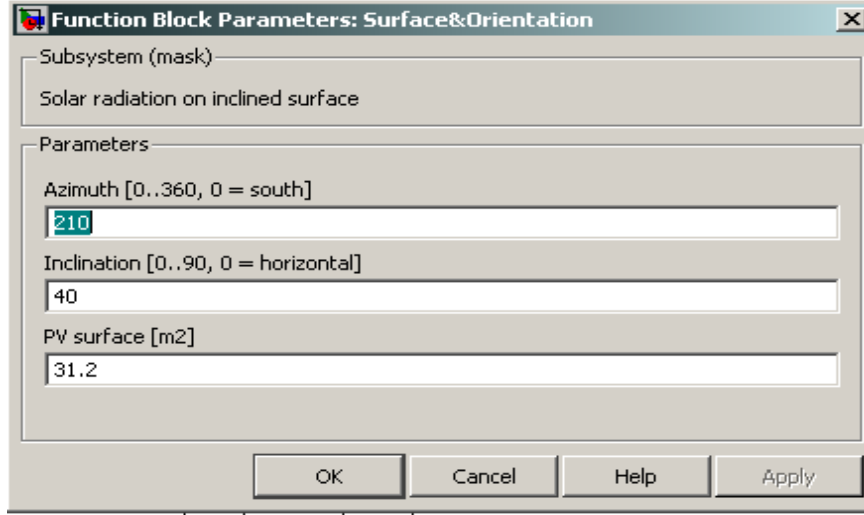 Function Block Parameters: Surface&Orientation
Subsystem (mask)
Solar radiation on inclined surface
Parameters
Azimuth [0..360, 0 = south]
210
Inclination [0..90, 0 = horizontal]
40
PV surface [m2]
31.2
OK Cancel Help Apply